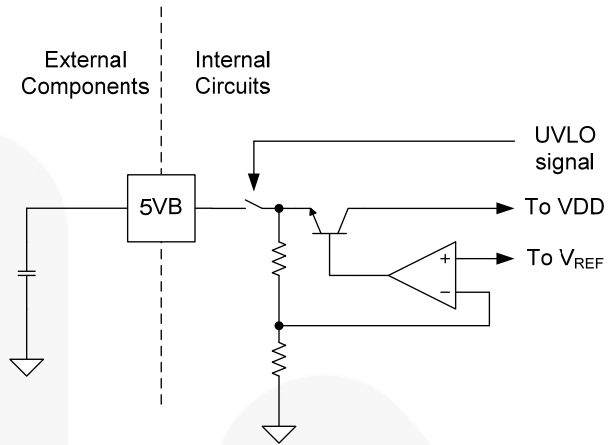 External
Components
Internal
Circuits
UVLO
signal
5VB
To VDD
+
To VREF
−